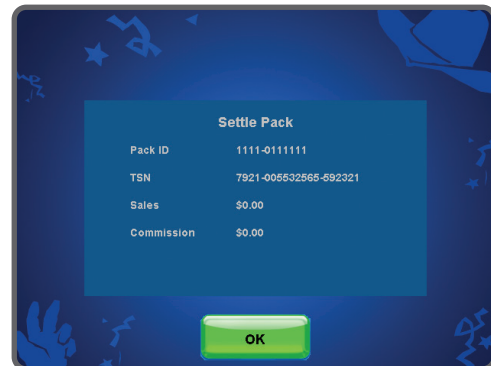 Settle Pack
Pack ID 1111-0111111
TSN 7921-005532565-592321
Sales $0.00
Commission $0.00
OK